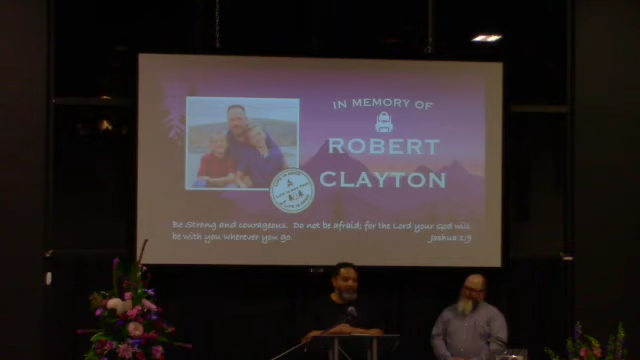 IN MEMORY OF
ROBERT
CLAYTON
Be Strong and courageous. Do not be afraid; for the Lord your God will
be with you wherever you go.
Joshua 1:9